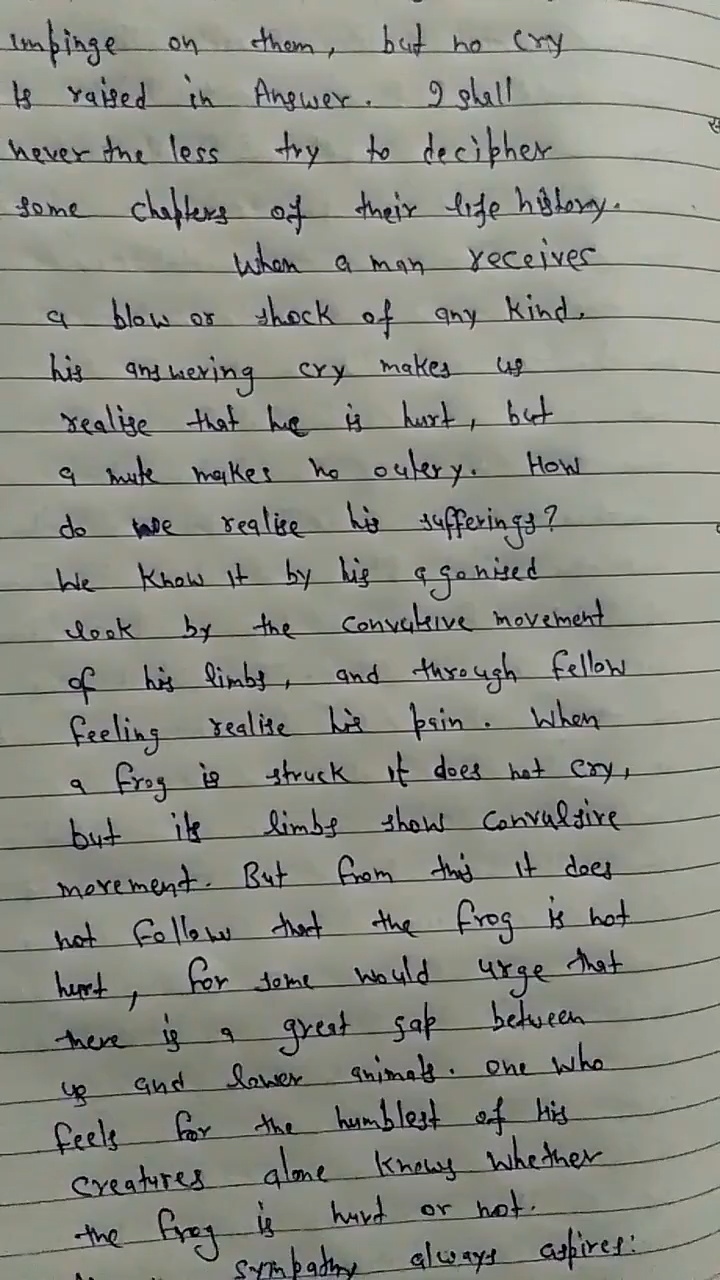 impinge on them, but no cry
Is raised in Answer. I shall
never the less try to decipher
some chapters of their life history.
When a man receives
a blow or shock of any kind,
his answering cry makes us
realise that he is hurt, but
a mute makes no outcry. How
do we realise his sufferings?
We know it by his agonised
look by the convulsive movement
of his limbs, and through fellow
feeling realise his pain. When
a frog is struck it does not cry,
but its limbs show convulsive
movement. But from this it does
not follow that the frog is not
hurt, for some would urge that
there is a great gap between
us and lower animals. one who
feels for the humblest of his
creatures alone knows whether
the frog is hurt or not.
sympathy always aspires: